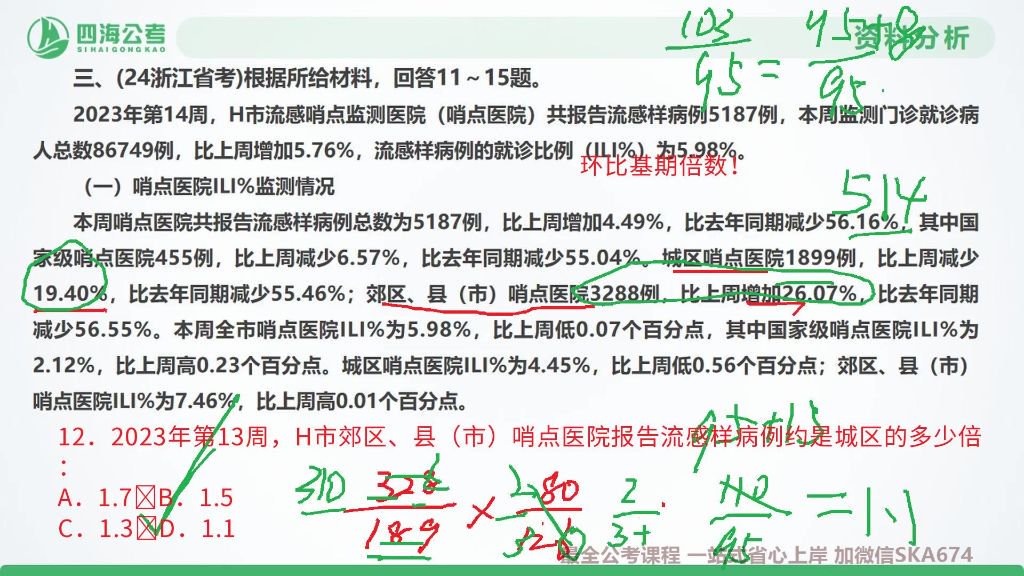 四海公考
SIHAIGONGKAO
资料分析
103/95 = 45+8/95
三、(24浙江省考)根据所给材料，回答11～15题。
2023年第14周，H市流感哨点监测医院（哨点医院）共报告流感样病例5187例，本周监测门诊就诊病
人总数86749例，比上周增加5.76%，流感样病例的就诊比例（ILI%）为5.98%。
环比基期倍数！
（一）哨点医院ILI%监测情况
514
本周哨点医院共报告流感样病例总数为5187例，比上周增加4.49%，比去年同期减少56.16%，其中国
家级哨点医院455例，比上周减少6.57%，比去年同期减少55.04%。城区哨点医院1899例，比上周减少
19.40%，比去年同期减少55.46%；郊区、县（市）哨点医院3288例，比上周增加26.07%，比去年同期
减少56.55%。本周全市哨点医院ILI%为5.98%，比上周低0.07个百分点，其中国家级哨点医院ILI%为
2.12%，比上周高0.23个百分点。城区哨点医院ILI%为4.45%，比上周低0.56个百分点；郊区、县（市）
哨点医院ILI%为7.46%，比上周高0.01个百分点。
12．2023年第13周，H市郊区、县（市）哨点医院报告流感样病例约是城区的多少倍
：
A．1.7 B．1.5
C．1.3 D．1.1
310 328/189 × 80/126 2/3+ 110/95 = 1.1
最全公考课程 一站式省心上岸 加微信SKA674